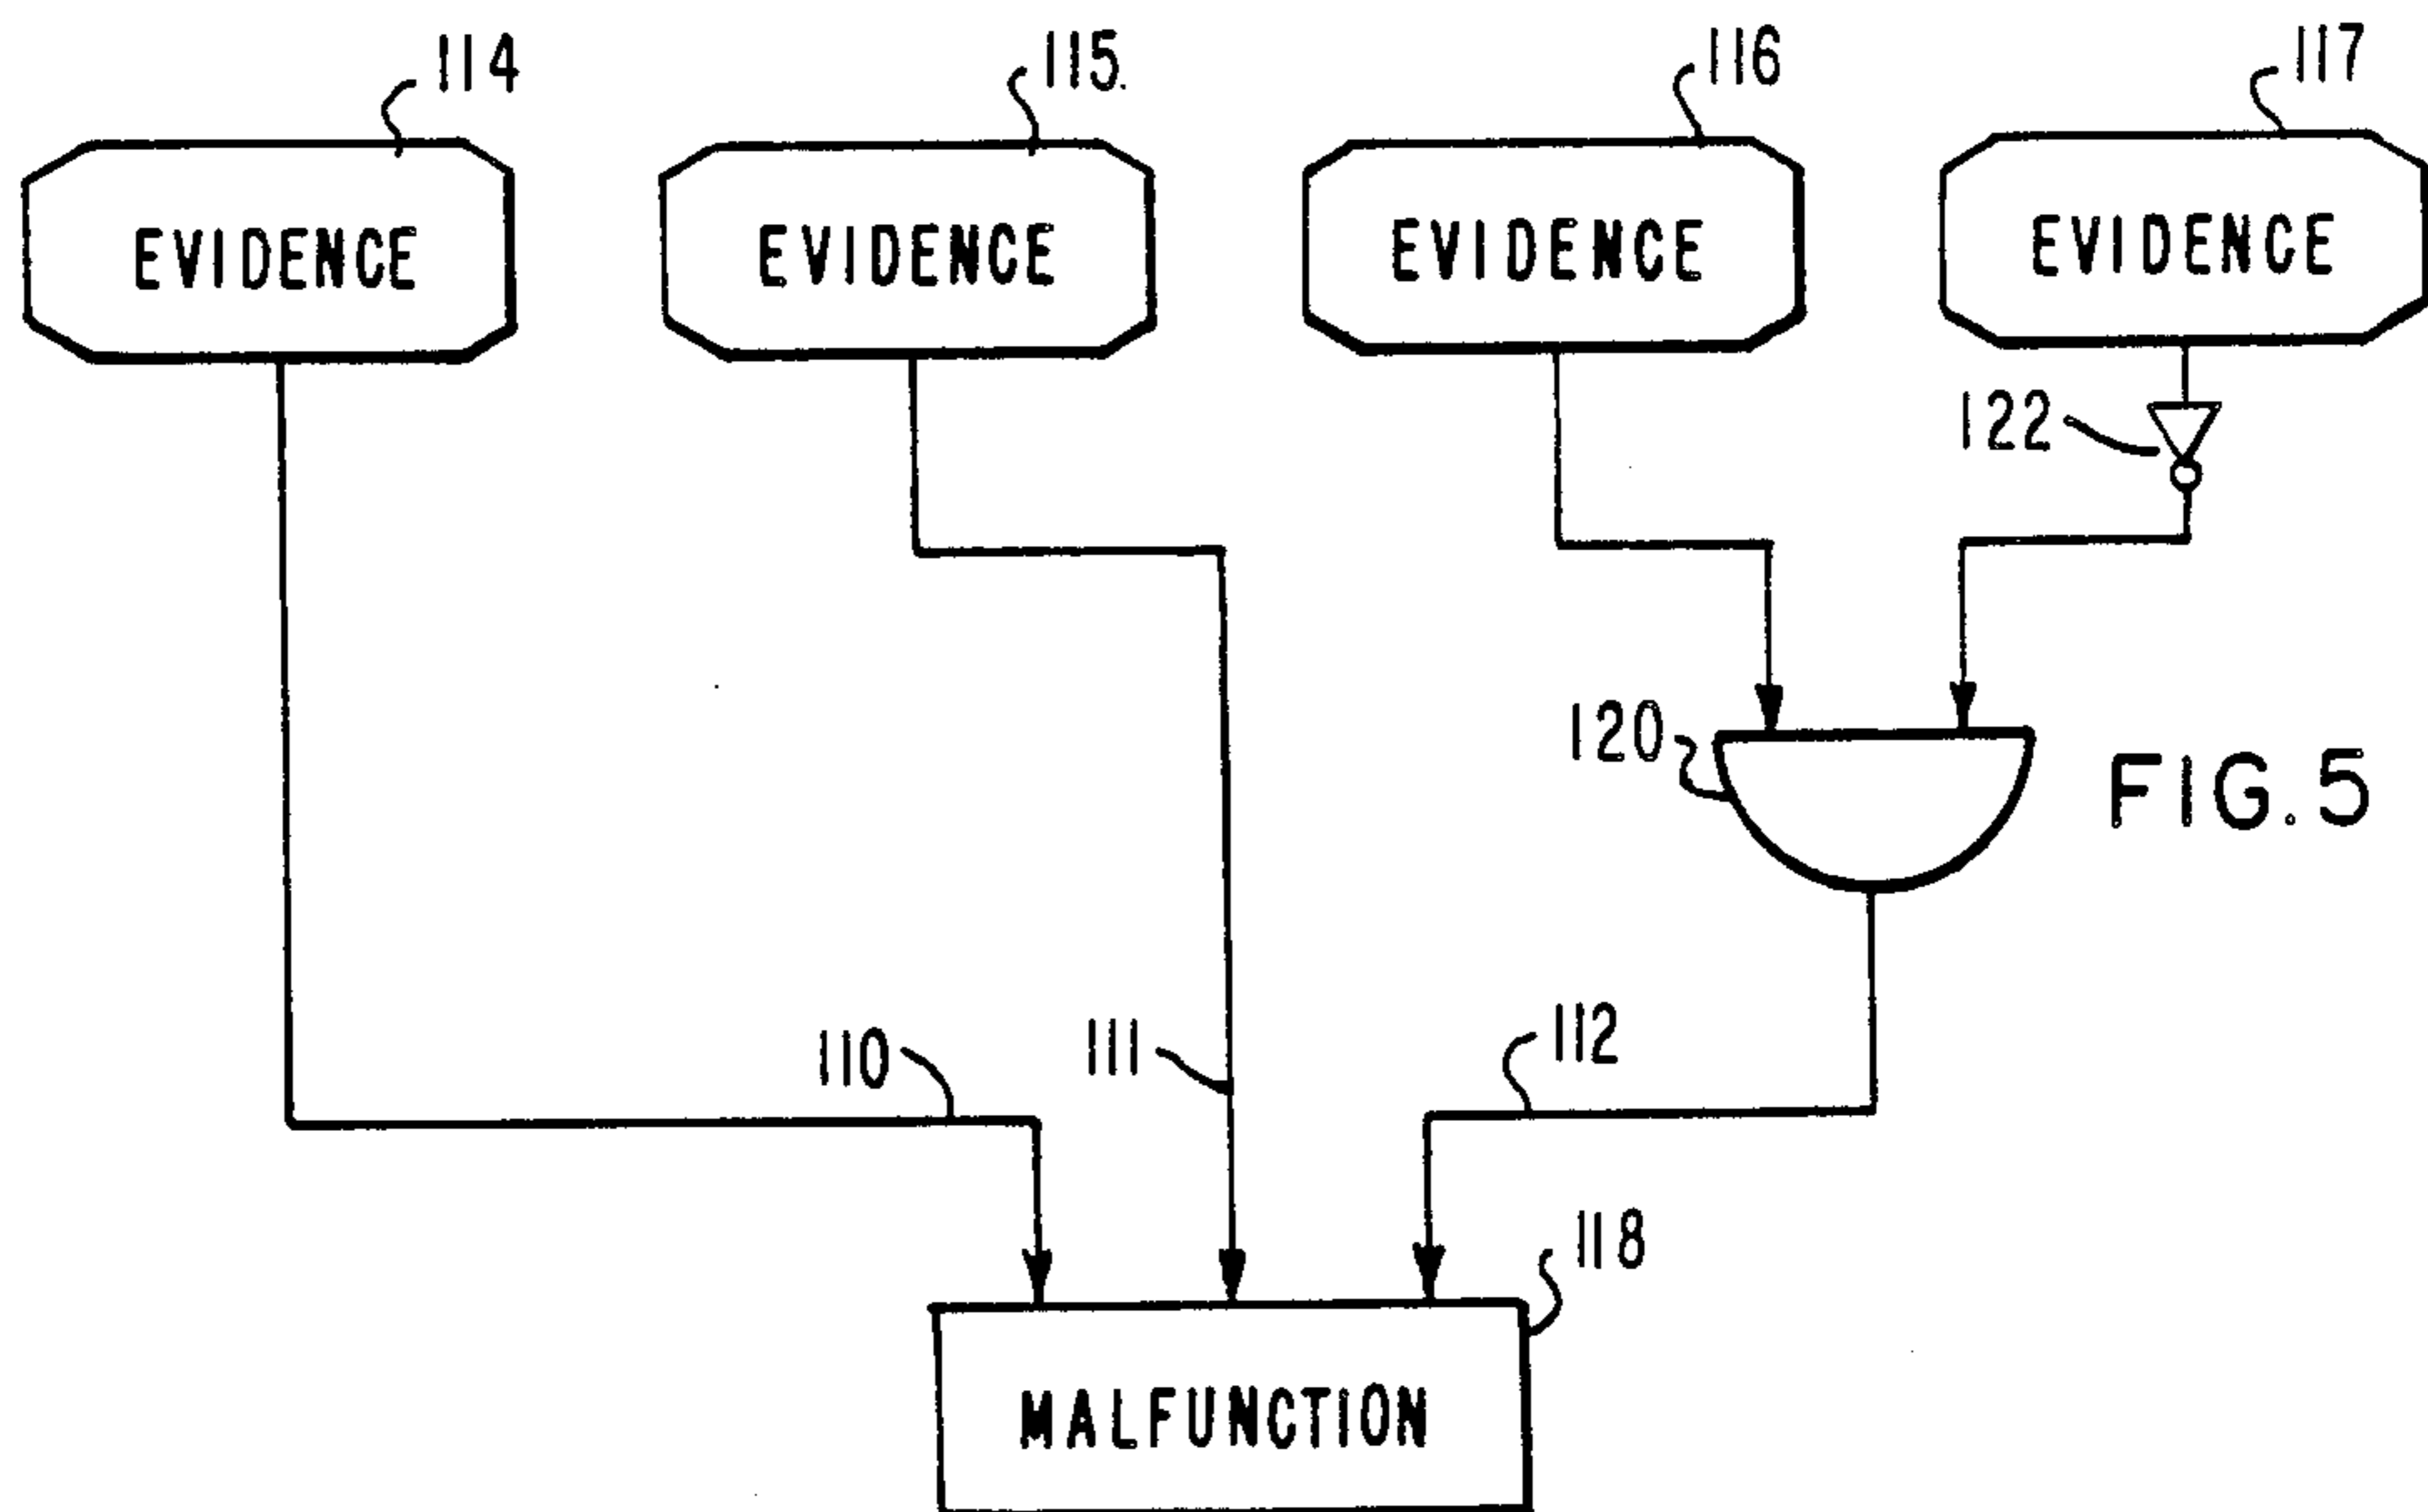 114
115.
116
117
EVIDENCE
EVIDENCE
EVIDENCE
EVIDENCE
122
120
FIG. 5
110
111
112
118
MALFUNCTION